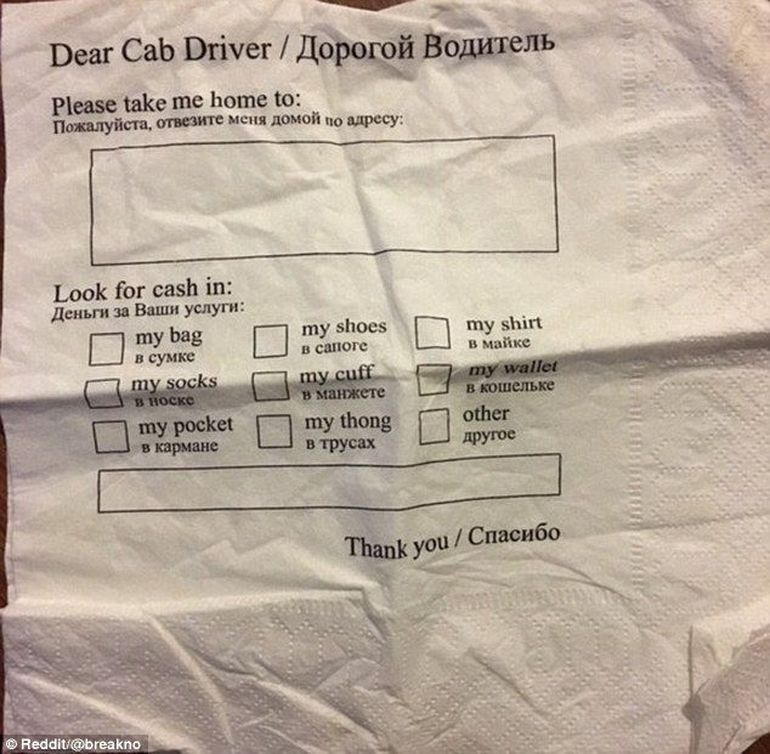 Dear Cab Driver / Дорогой Водитель
Please take me home to:
Пожалуйста, отвезите меня домой по адресу:
Look for cash in:
Деньги за Ваши услуги:
my bag my shoes my shirt
в сумке в сапоге в майке
my socks my cuff my wallet
в носке в манжете в кошельке
my pocket my thong other
в кармане в трусах другое
Thank you / Спасибо
© Reddit/@breakno